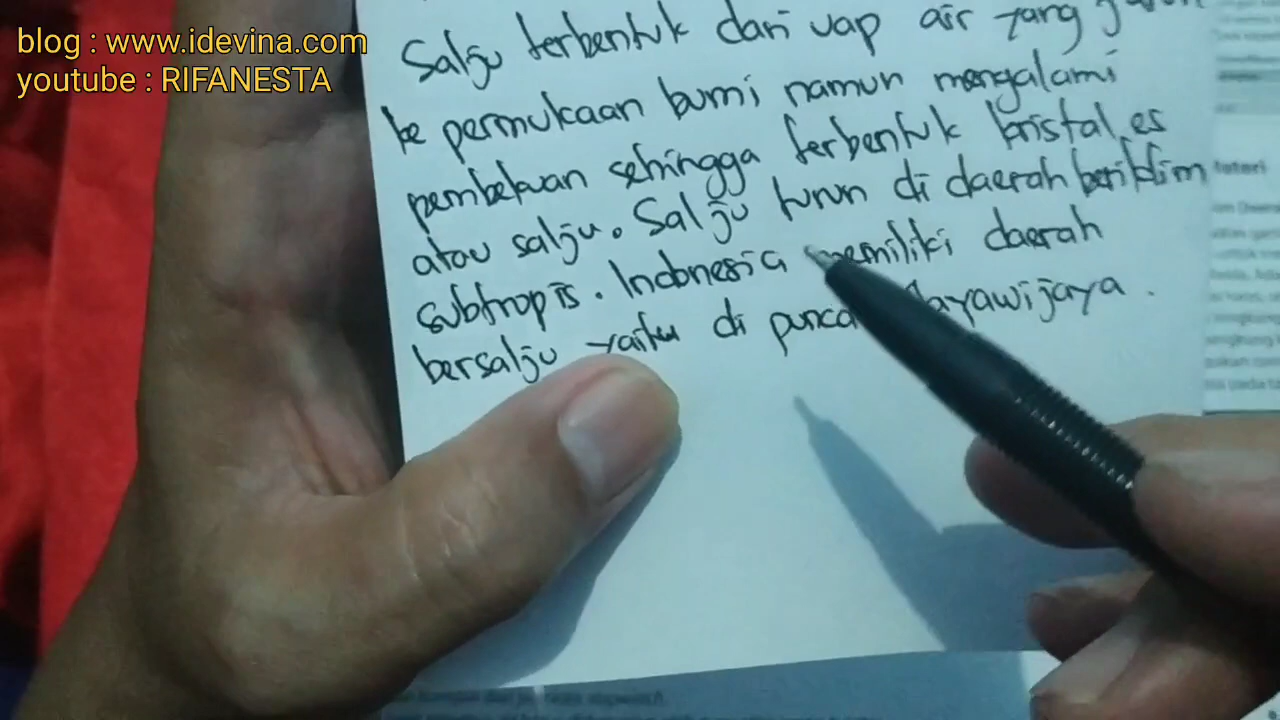 blog : www.idevina.com
youtube : RIFANESTA
Salju terbentuk dari uap air yang
ke permukaan bumi namun mengalami
pembekuan sehingga terbentuk kristal es
atau salju. Salju turun di daerah beriklim
subtropis. Indonesia memiliki daerah
bersalju yaitu di puncak Jayawijaya.